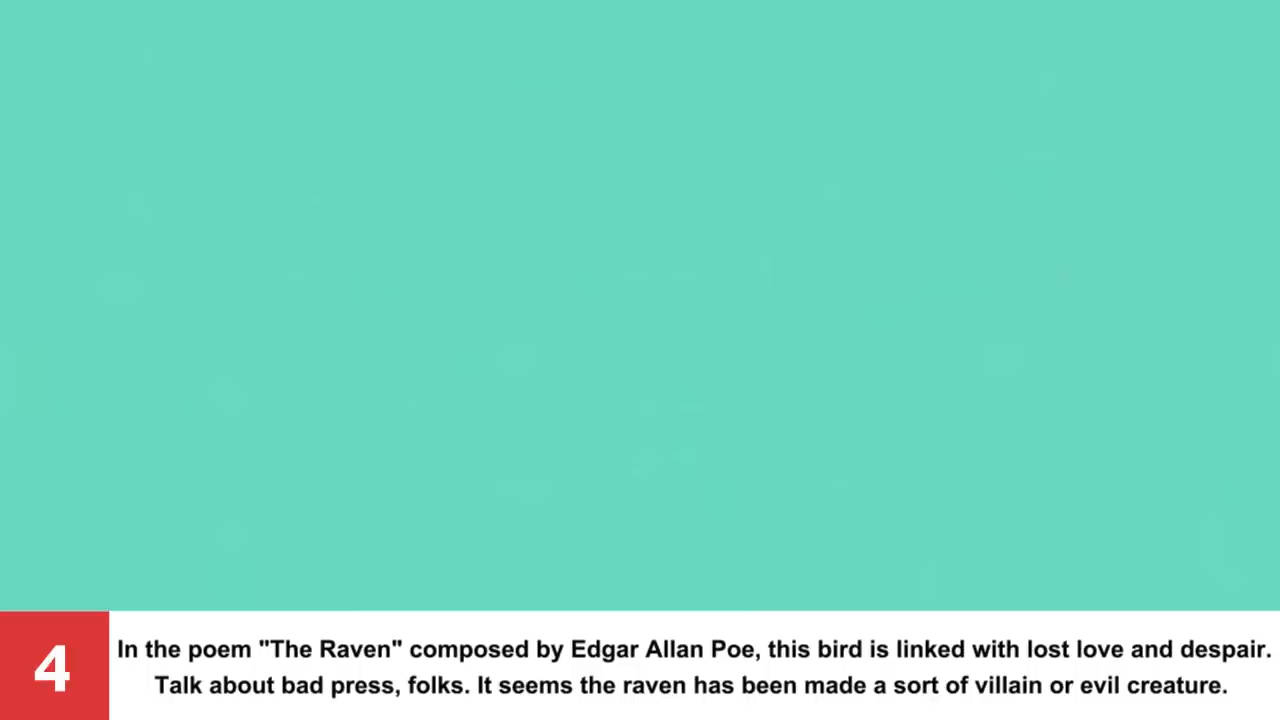 4
In the poem "The Raven" composed by Edgar Allan Poe, this bird is linked with lost love and despair.
Talk about bad press, folks. It seems the raven has been made a sort of villain or evil creature.